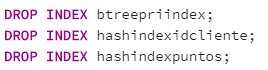 DROP INDEX btreepriindex;
DROP INDEX hashindexidcliente;
DROP INDEX hashindexpuntos;